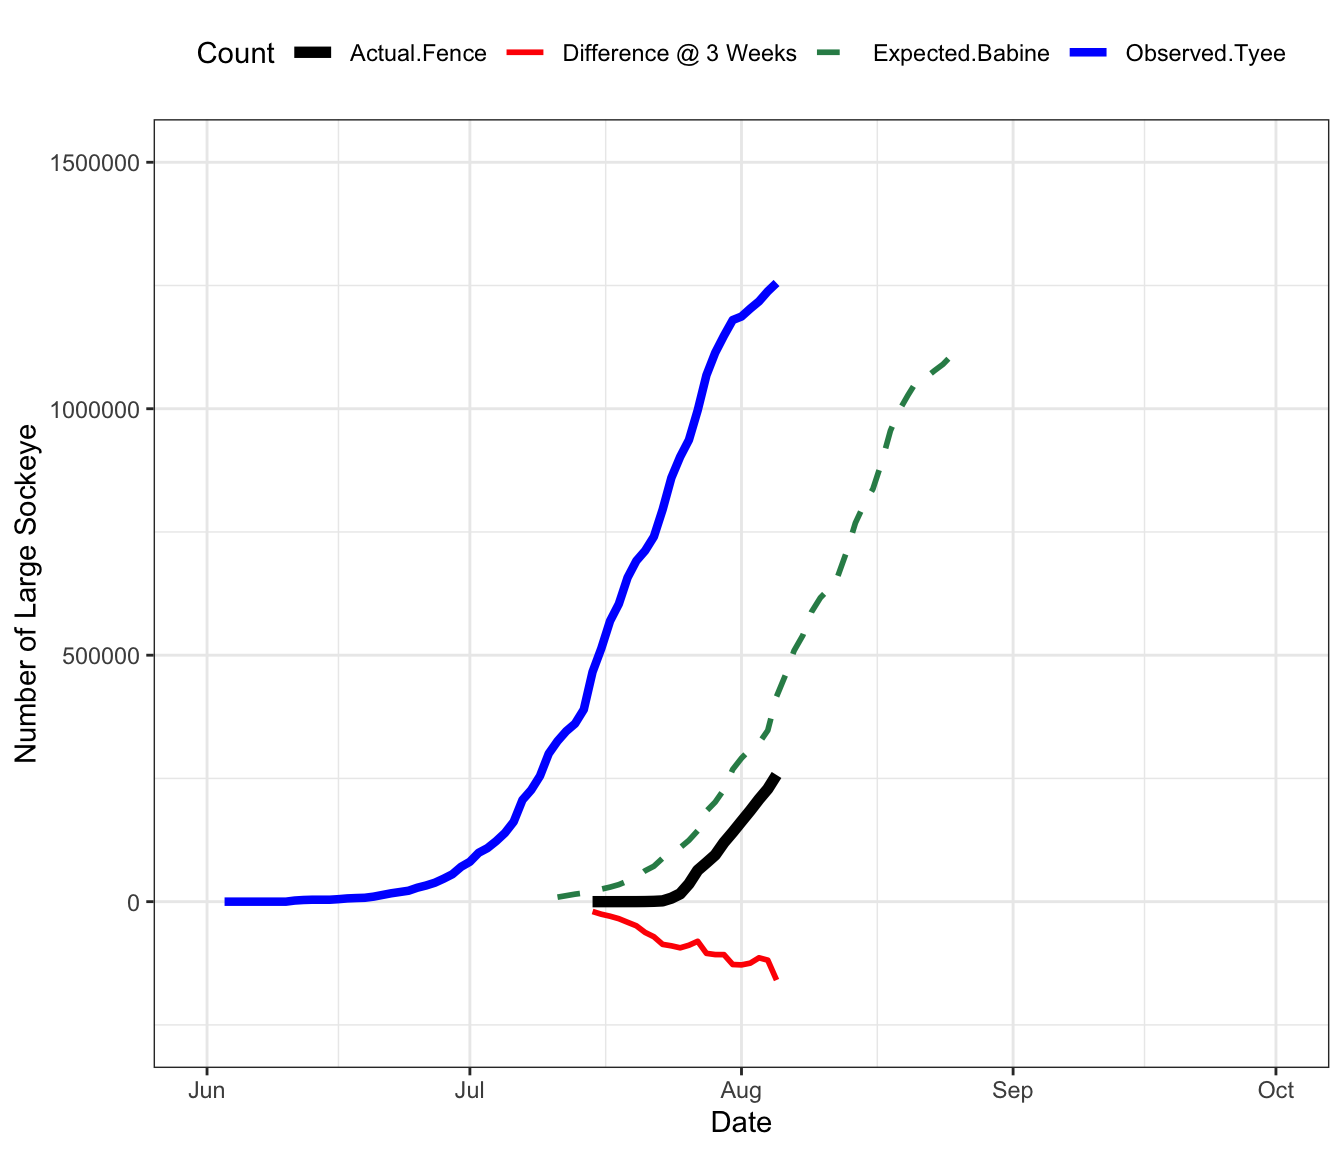 Count Actual.Fence Difference @ 3 Weeks Expected.Babine Observed.Tyee
1500000
1000000
500000
0
Number of Large Sockeye
Jun Jul Aug Sep Oct
Date